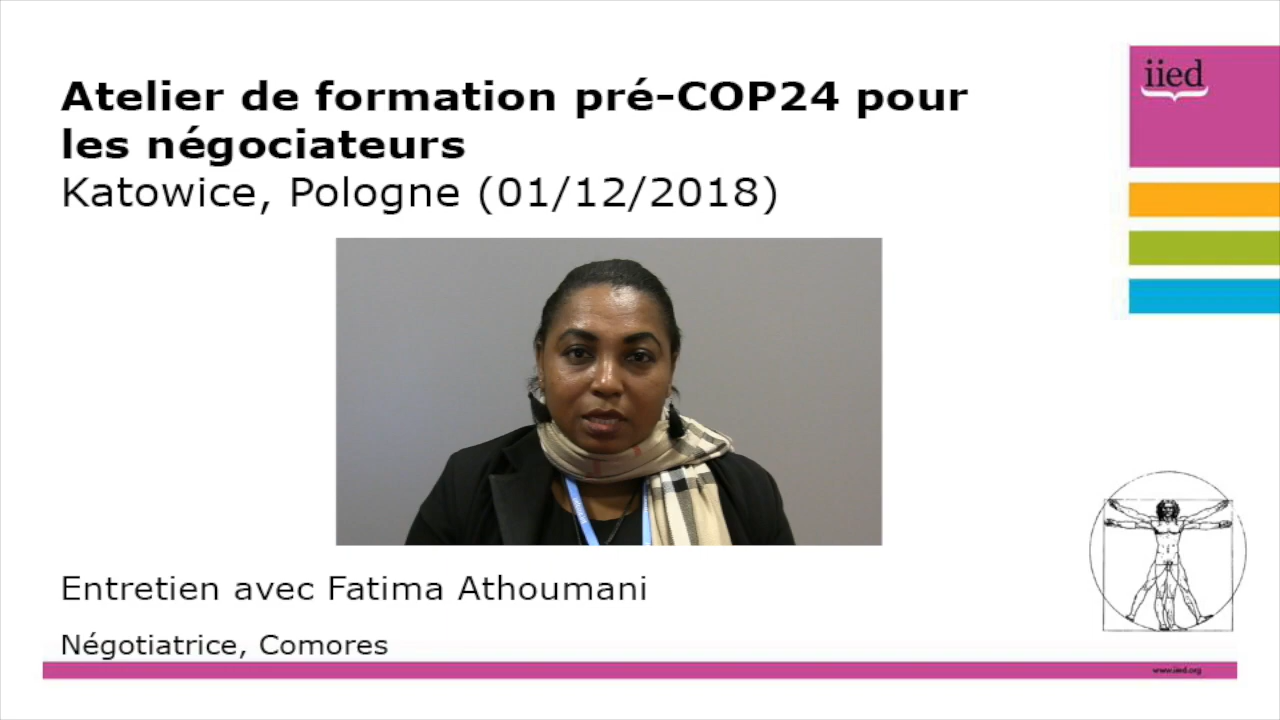 Atelier de formation pré-COP24 pour
les négociateurs
Katowice, Pologne (01/12/2018)
iied
Entretien avec Fatima Athoumani
Négotiatrice, Comores
www.iied.org